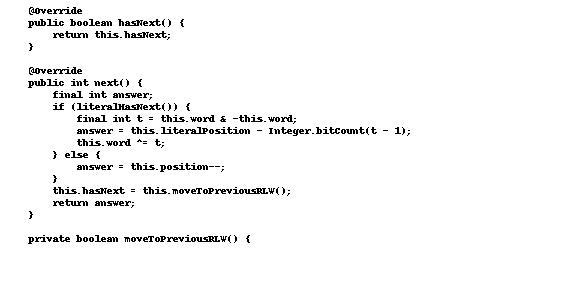 @Override
public boolean hasNext() {
return this.hasNext;
}
@Override
public int next() {
final int answer;
if (literalHasNext()) {
final int t = this.word & -this.word;
answer = this.literalPosition - Integer.bitCount(t - 1);
this.word ^= t;
} else {
answer = this.position--;
}
this.hasNext = this.moveToPreviousRLW();
return answer;
}
private boolean moveToPreviousRLW() {